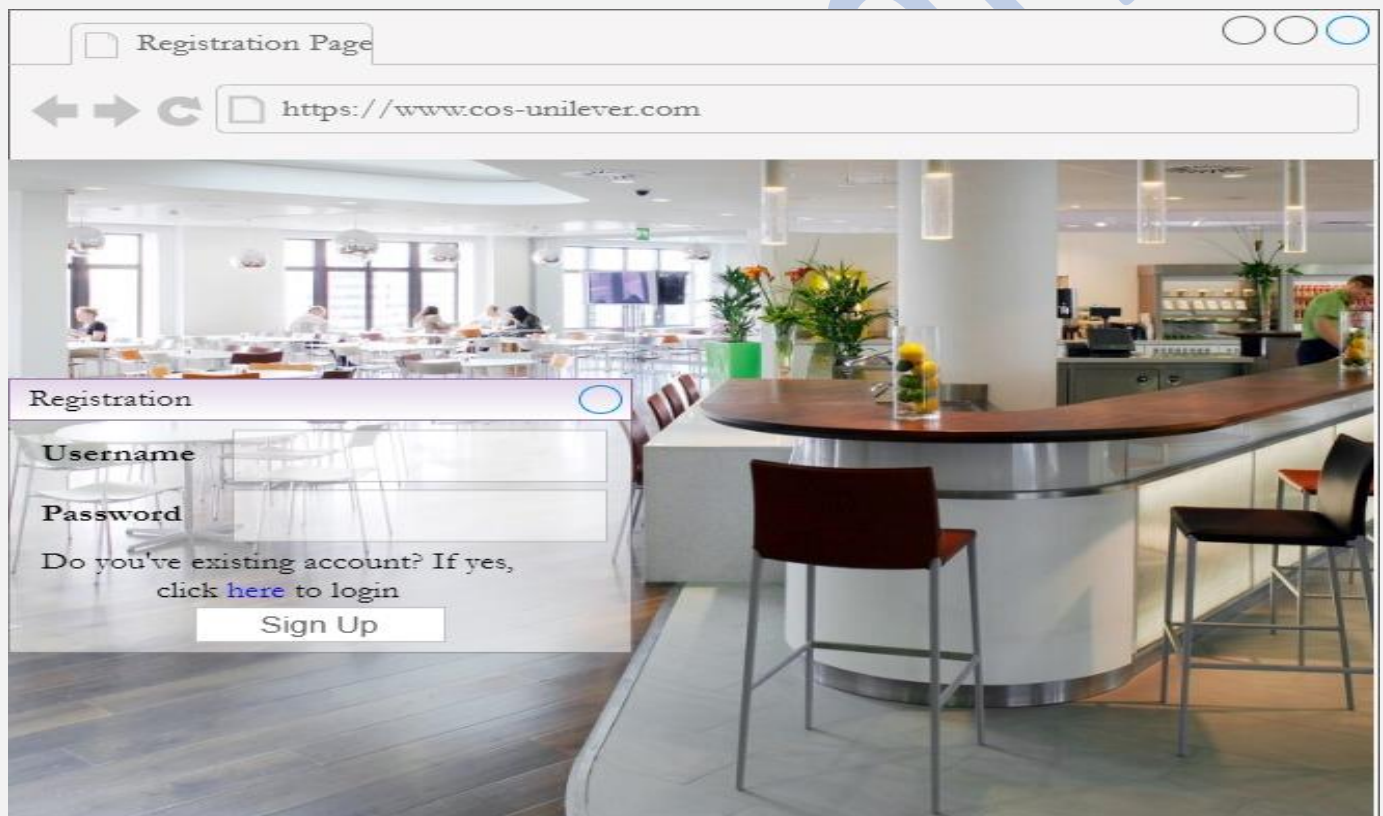 Registration Page
https://www.cos-unilever.com
Registration
Username
Password
Do you've existing account? If yes,
click here to login
Sign Up